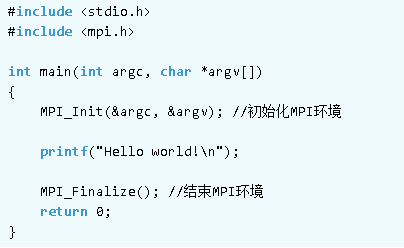 #include <stdio.h>
#include <mpi.h>

int main(int argc, char *argv[])
{
    MPI_Init(&argc, &argv); //初始化MPI环境

    printf("Hello world!\n");

    MPI_Finalize(); //结束MPI环境
    return 0;
}